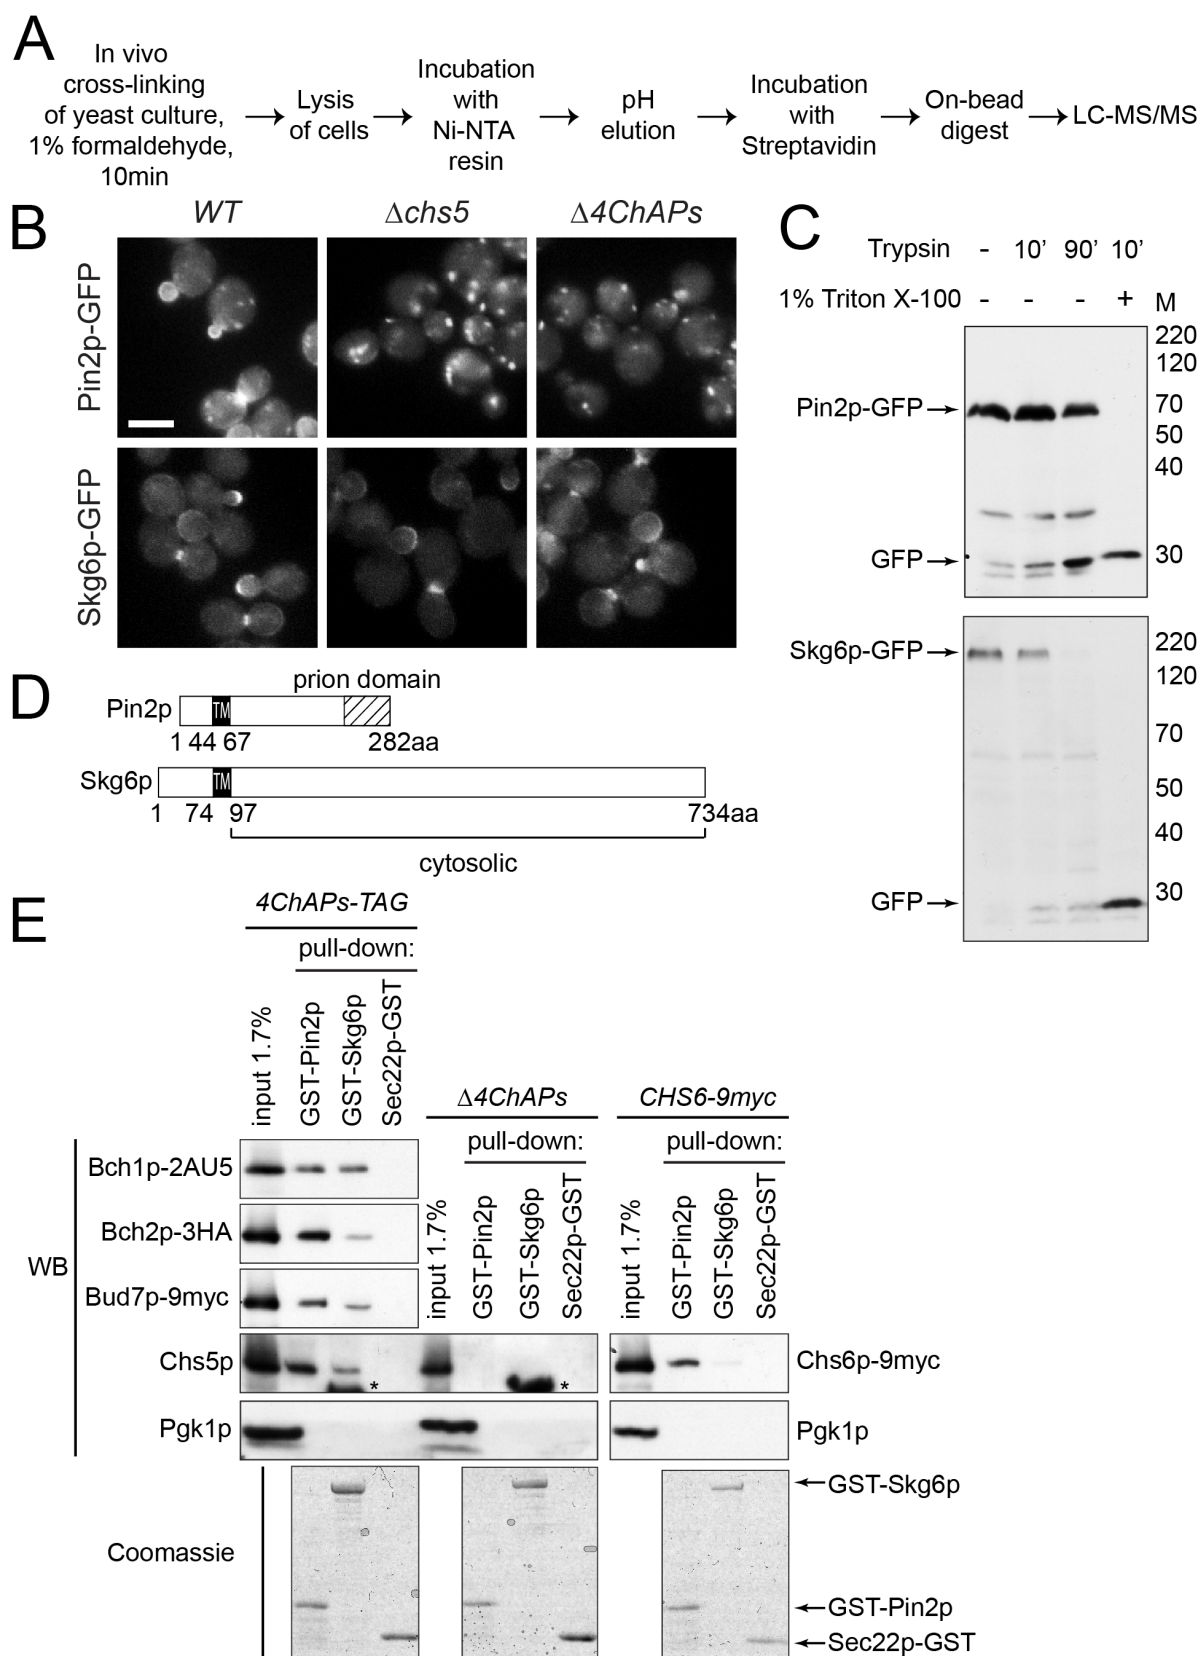 A
In vivo
cross-linking
of yeast culture,
1% formaldehyde,
10min
Lysis
of cells
Incubation
with
Ni-NTA
resin
pH
elution
Incubation
with
Streptavidin
On-bead
digest
LC-MS/MS
B
WT
Δchs5
Δ4ChAPs
Pin2p-GFP
Skg6p-GFP
C
Trypsin - 10' 90' 10'
1% Triton X-100 - - - +
M
220
120
Pin2p-GFP
70
50
40
GFP
30
Skg6p-GFP
220
120
70
50
40
GFP
30
D
prion domain
Pin2p
TM
1 44 67 282aa
Skg6p
TM
1 74 97 734aa
cytosolic
E
4ChAPs-TAG
pull-down:
input 1.7%
GST-Pin2p
GST-Skg6p
Sec22p-GST
Δ4ChAPs
pull-down:
input 1.7%
GST-Pin2p
GST-Skg6p
Sec22p-GST
CHS6-9myc
pull-down:
input 1.7%
GST-Pin2p
GST-Skg6p
Sec22p-GST
WB
Bch1p-2AU5
Bch2p-3HA
Bud7p-9myc
Chs5p
*
*
Chs6p-9myc
Pgk1p
Pgk1p
Coomassie
GST-Skg6p
GST-Pin2p
Sec22p-GST